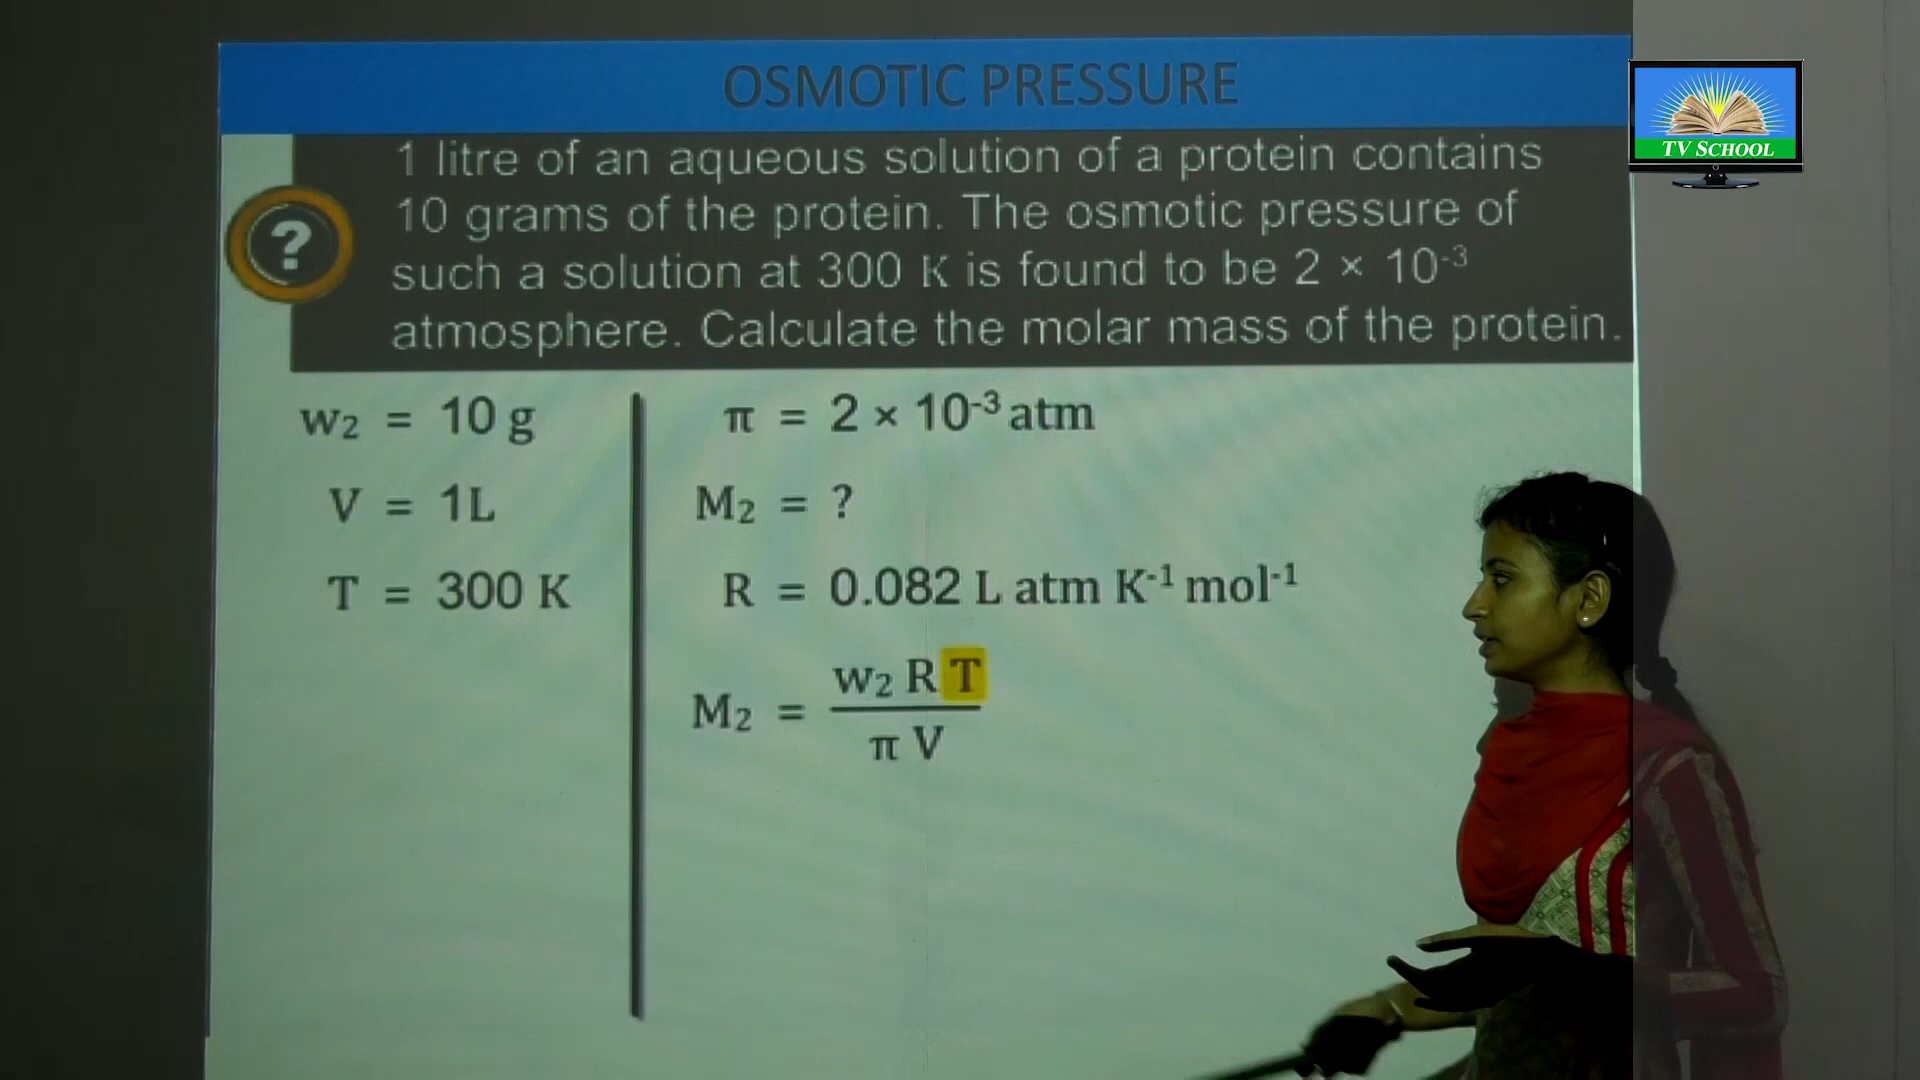 OSMOTIC PRESSURE
TV SCHOOL
?
1 litre of an aqueous solution of a protein contains
10 grams of the protein. The osmotic pressure of
such a solution at 300 K is found to be 2 × 10⁻³
atmosphere. Calculate the molar mass of the protein.
w₂ = 10 g
V = 1L
T = 300 K
π = 2 × 10⁻³ atm
M₂ = ?
R = 0.082 L atm K⁻¹ mol⁻¹
M₂ = w₂ R T
π V